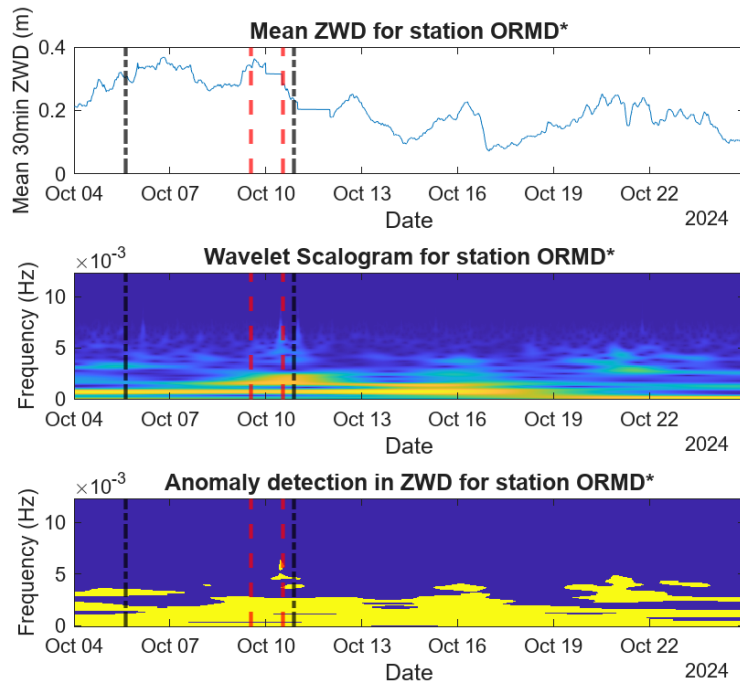 Mean ZWD for station ORMD*
Mean 30min ZWD (m)
0.4
0.2
0
Oct 04 Oct 07 Oct 10 Oct 13 Oct 16 Oct 19 Oct 22
Date
2024
Wavelet Scalogram for station ORMD*
×10⁻³
Frequency (Hz)
10
5
0
Oct 04 Oct 07 Oct 10 Oct 13 Oct 16 Oct 19 Oct 22
Date
2024
Anomaly detection in ZWD for station ORMD*
×10⁻³
Frequency (Hz)
10
5
0
Oct 04 Oct 07 Oct 10 Oct 13 Oct 16 Oct 19 Oct 22
Date
2024